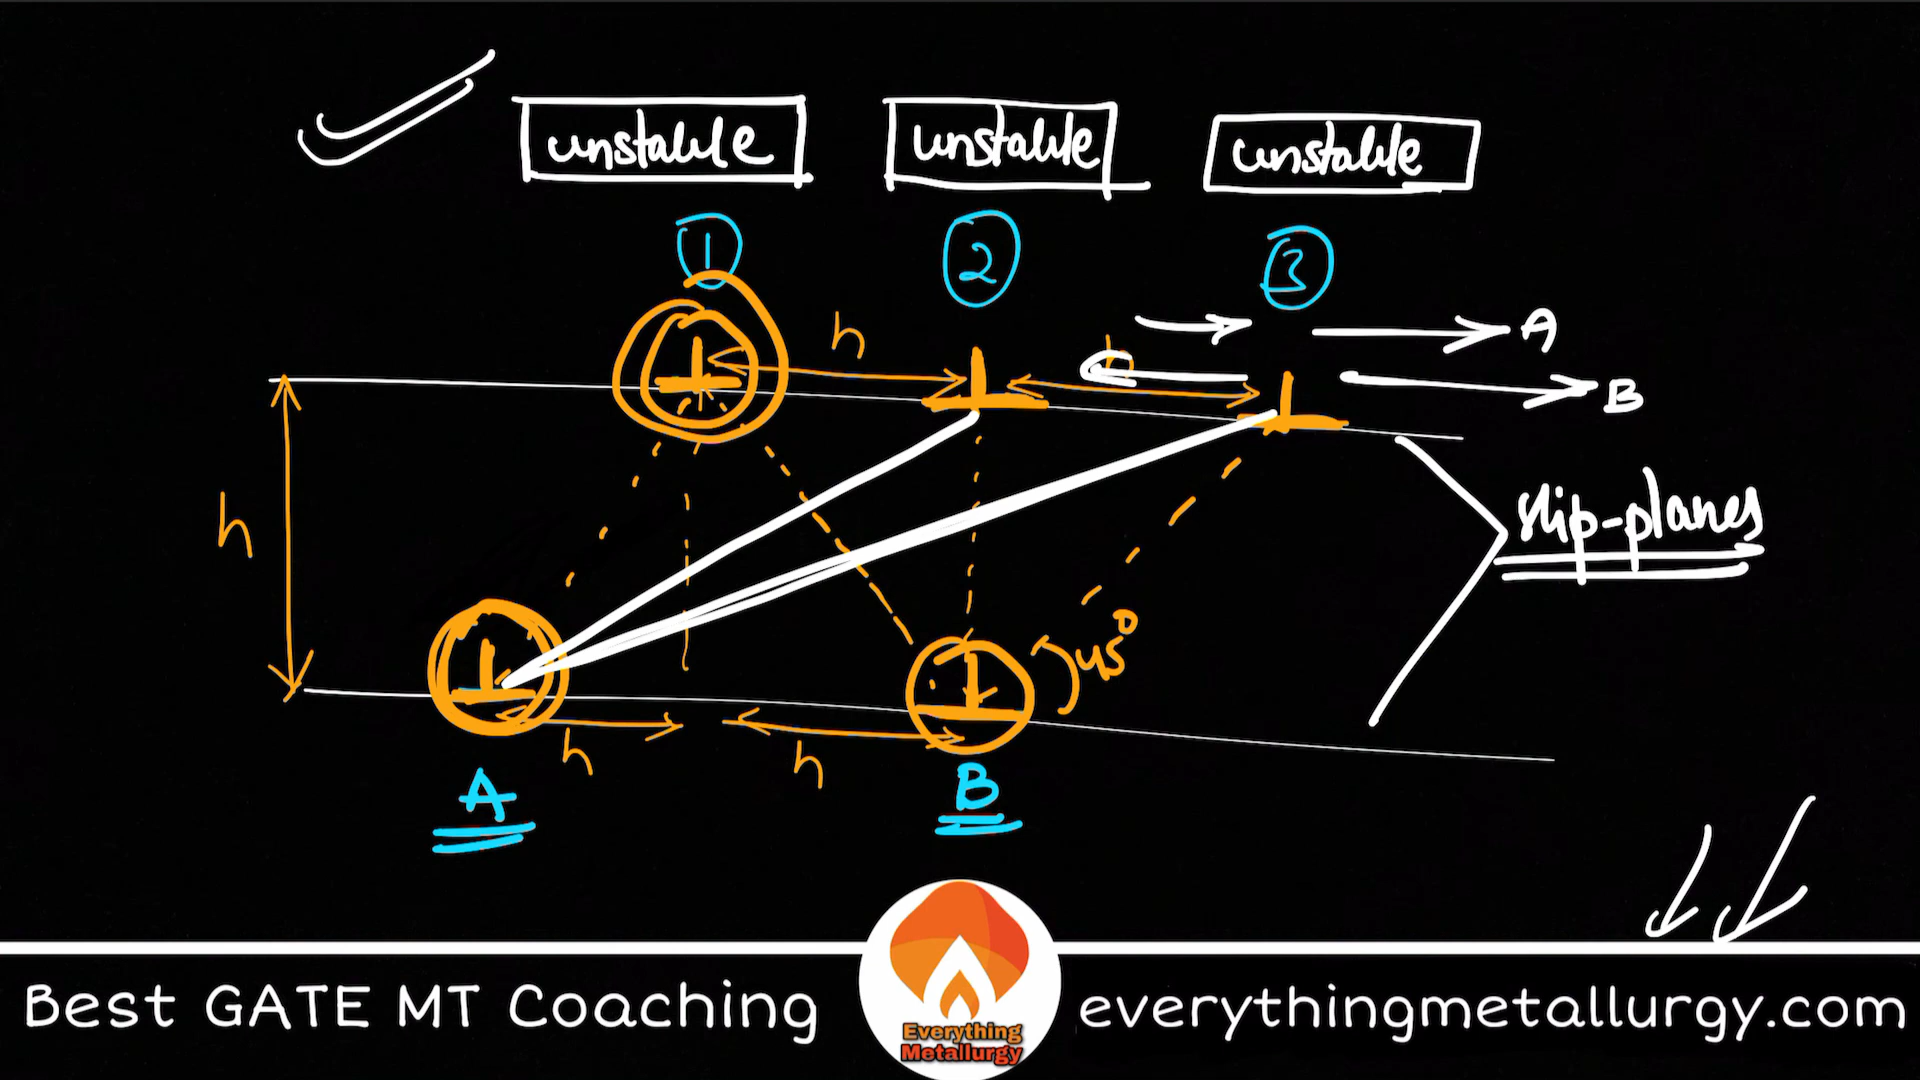 unstable unstable unstable
1 2 3
h h A
B
h
slip-planes
45°
h h
A B
Best GATE MT Coaching everythingmetallurgy.com
Everything
Metallurgy